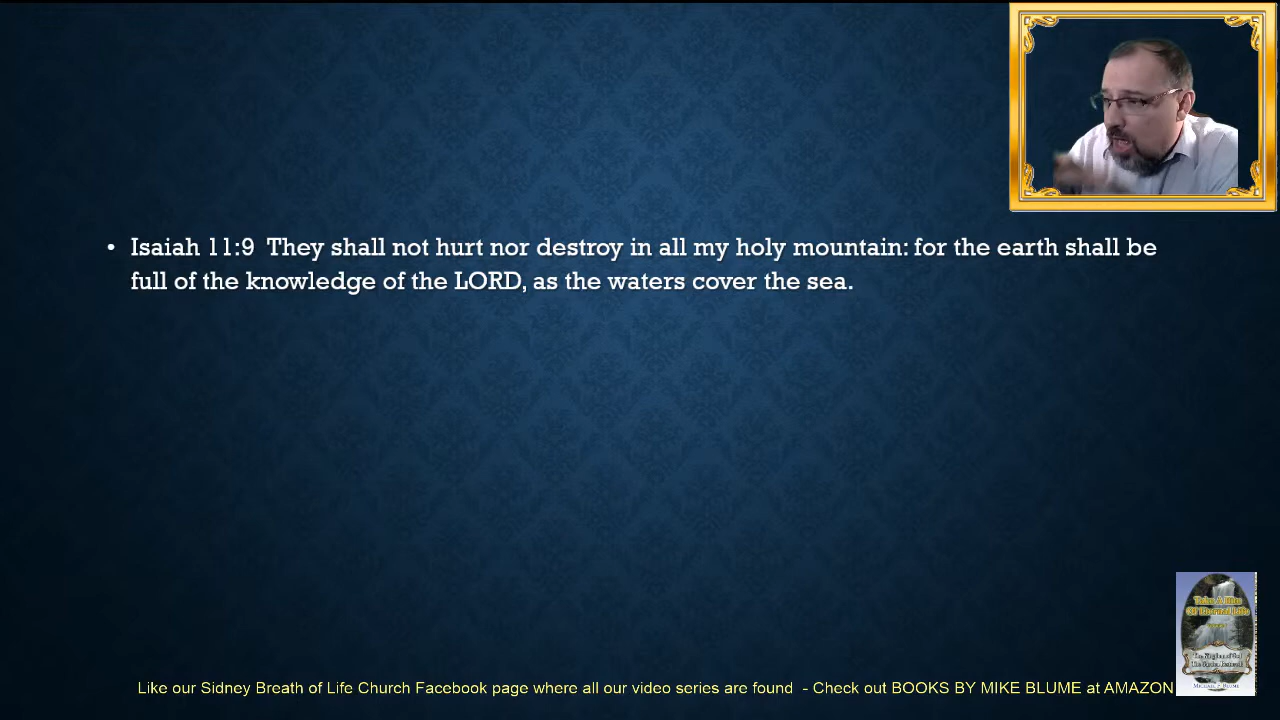 • Isaiah 11:9 They shall not hurt nor destroy in all my holy mountain: for the earth shall be
full of the knowledge of the LORD, as the waters cover the sea.
Like our Sidney Breath of Life Church Facebook page where all our video series are found. - Check out BOOKS BY MIKE BLUME at AMAZON